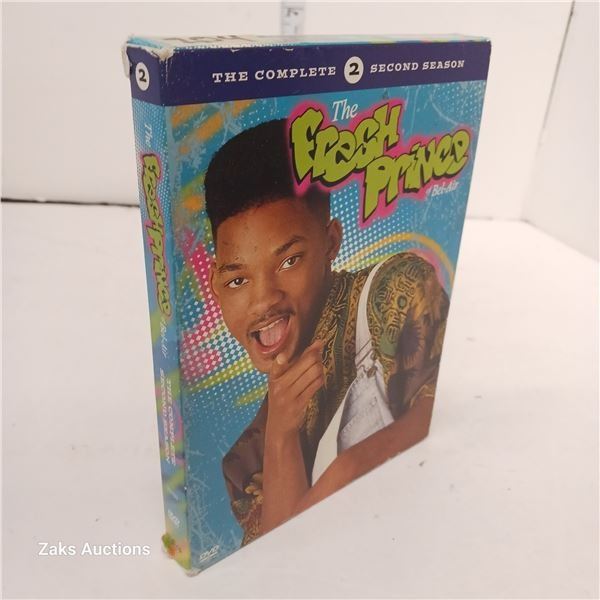 THE COMPLETE 2 SECOND SEASON
The
Fresh
Prince
of Bel-Air
2
The
Fresh Prince
of Bel-Air
THE COMPLETE
SECOND SEASON
DVD
DVD
Zaks Auctions